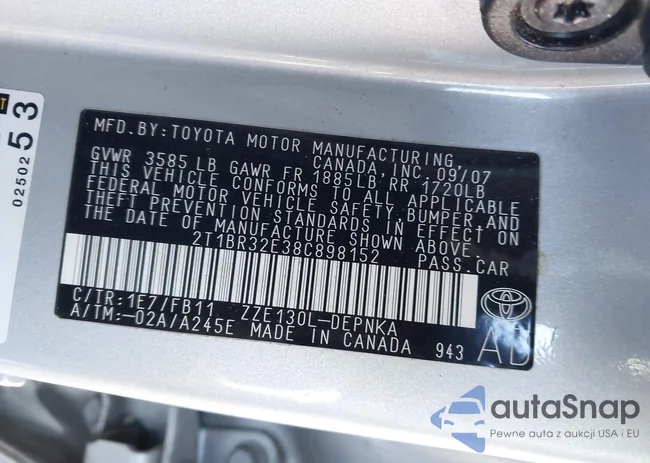 MFD.BY:TOYOTA MOTOR MANUFACTURING,
CANADA,INC.09/07
GVWR 3585LB GAWR FR 1885LB RR 1720LB
THIS VEHICLE CONFORMS TO ALL APPLICABLE
FEDERAL MOTOR VEHICLE SAFETY,BUMPER,AND
THEFT PREVENTION STANDARDS IN EFFECT ON
THE DATE OF MANUFACTURE SHOWN ABOVE.
2T1BR32E38C898152 PASS.CAR
C/TR:1E7/FB11 ZZE130L-DEPNKA
A/TM:-02A/A245E MADE IN CANADA 943
AD
02502
53
autaSnap
Pewne auta z aukcji USA i EU